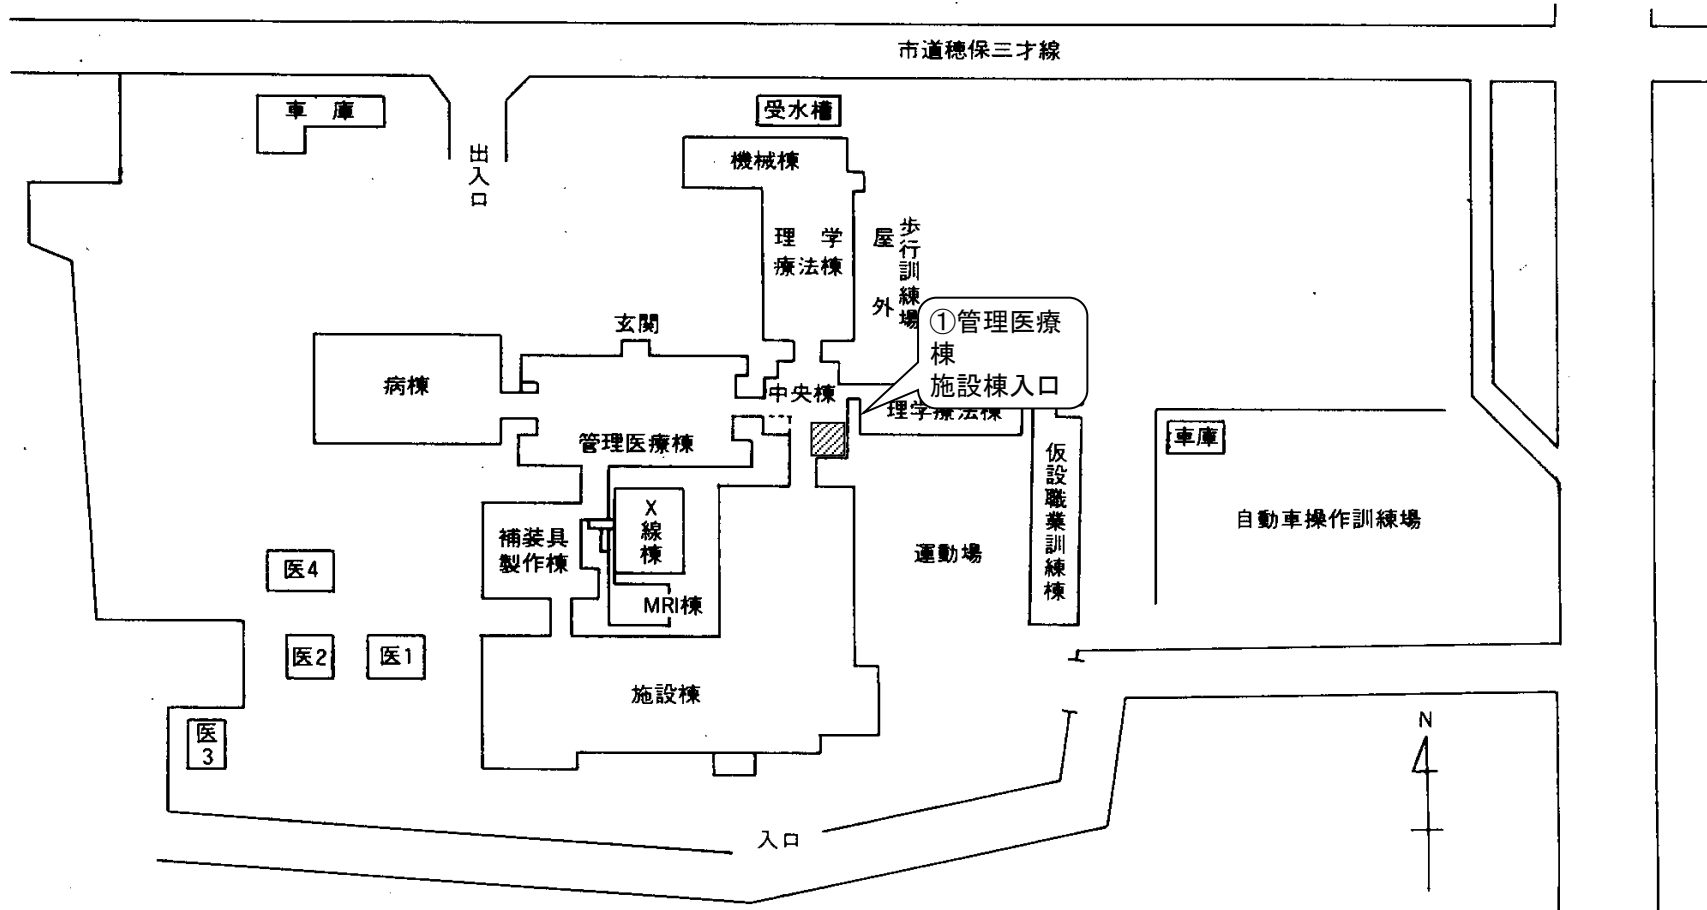 市道穂保三才線
車庫
受水槽
機械棟
出入口
理学
療法棟
屋外
歩行訓練場
①管理医療
棟
施設棟入口
玄関
病棟
中央棟
理学療法棟
管理医療棟
車庫
仮設職業訓練棟
自動車操作訓練場
X線棟
補装具
製作棟
運動場
医4
MRI棟
医2
医1
施設棟
医3
N
入口